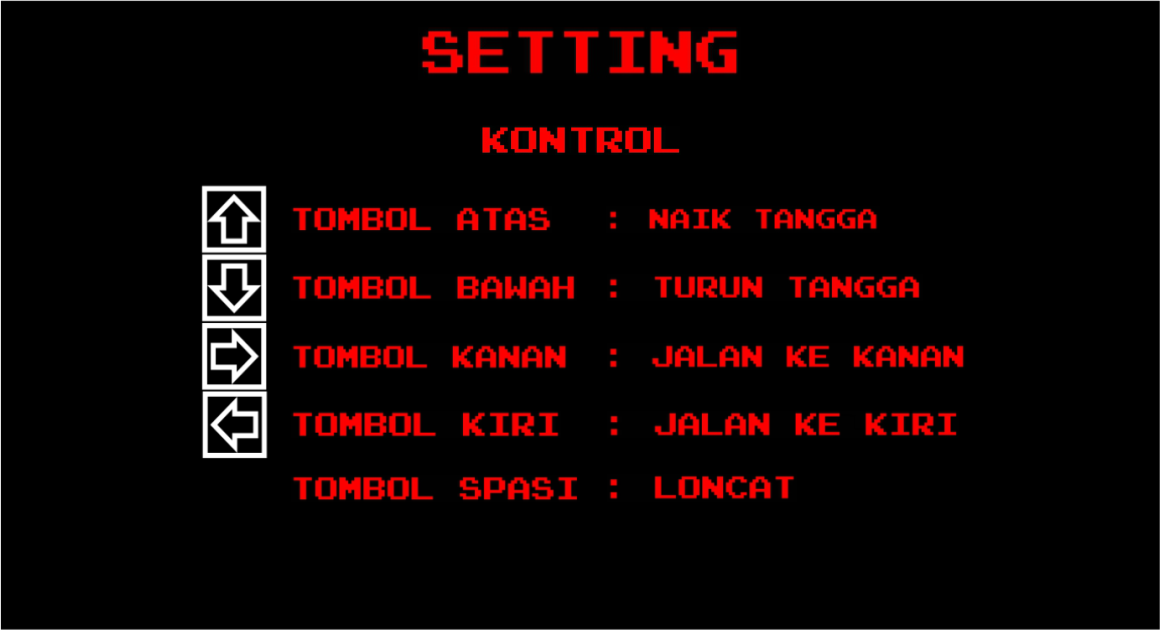 SETTING
KONTROL
TOMBOL ATAS : NAIK TANGGA
TOMBOL BAWAH : TURUN TANGGA
TOMBOL KANAN : JALAN KE KANAN
TOMBOL KIRI : JALAN KE KIRI
TOMBOL SPASI : LONCAT